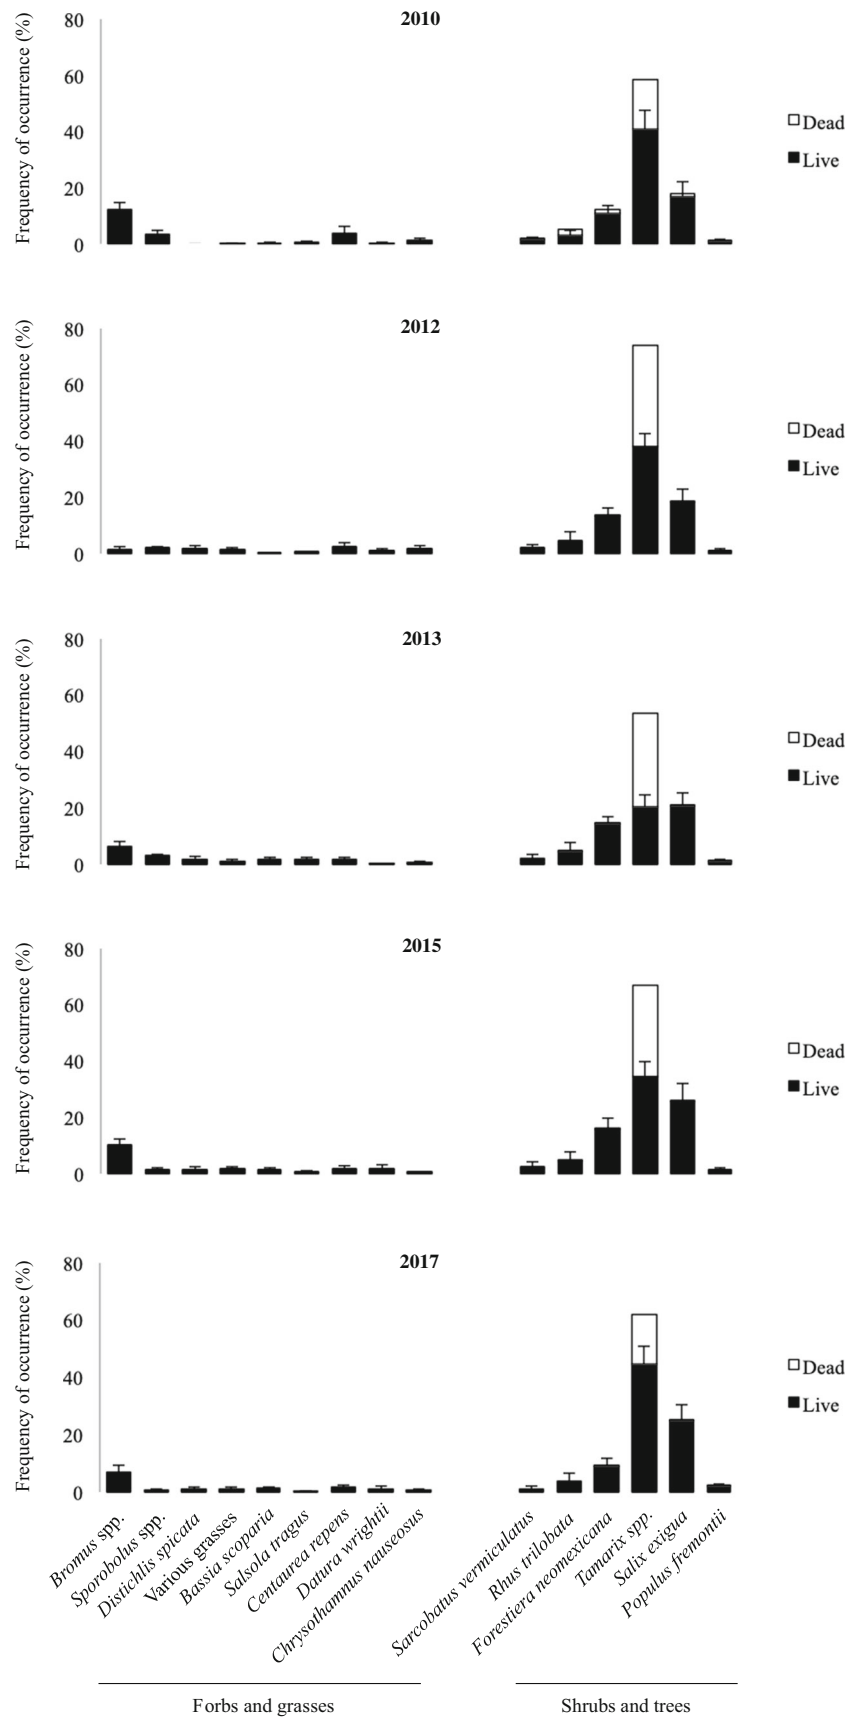 2010
Frequency of occurrence (%)
80
60
40
20
0
Dead
Live
2012
Frequency of occurrence (%)
80
60
40
20
0
Dead
Live
2013
Frequency of occurrence (%)
80
60
40
20
0
Dead
Live
2015
Frequency of occurrence (%)
80
60
40
20
0
Dead
Live
2017
Frequency of occurrence (%)
80
60
40
20
0
Dead
Live
Bromus spp.
Sporobolus spp.
Distichlis spicata
Various grasses
Bassia scoparia
Salsola tragus
Centaurea repens
Datura wrightii
Chrysothamnus nauseosus
Sarcobatus vermiculatus
Rhus trilobata
Forestiera neomexicana
Tamarix spp.
Salix exigua
Populus fremontii
Forbs and grasses
Shrubs and trees